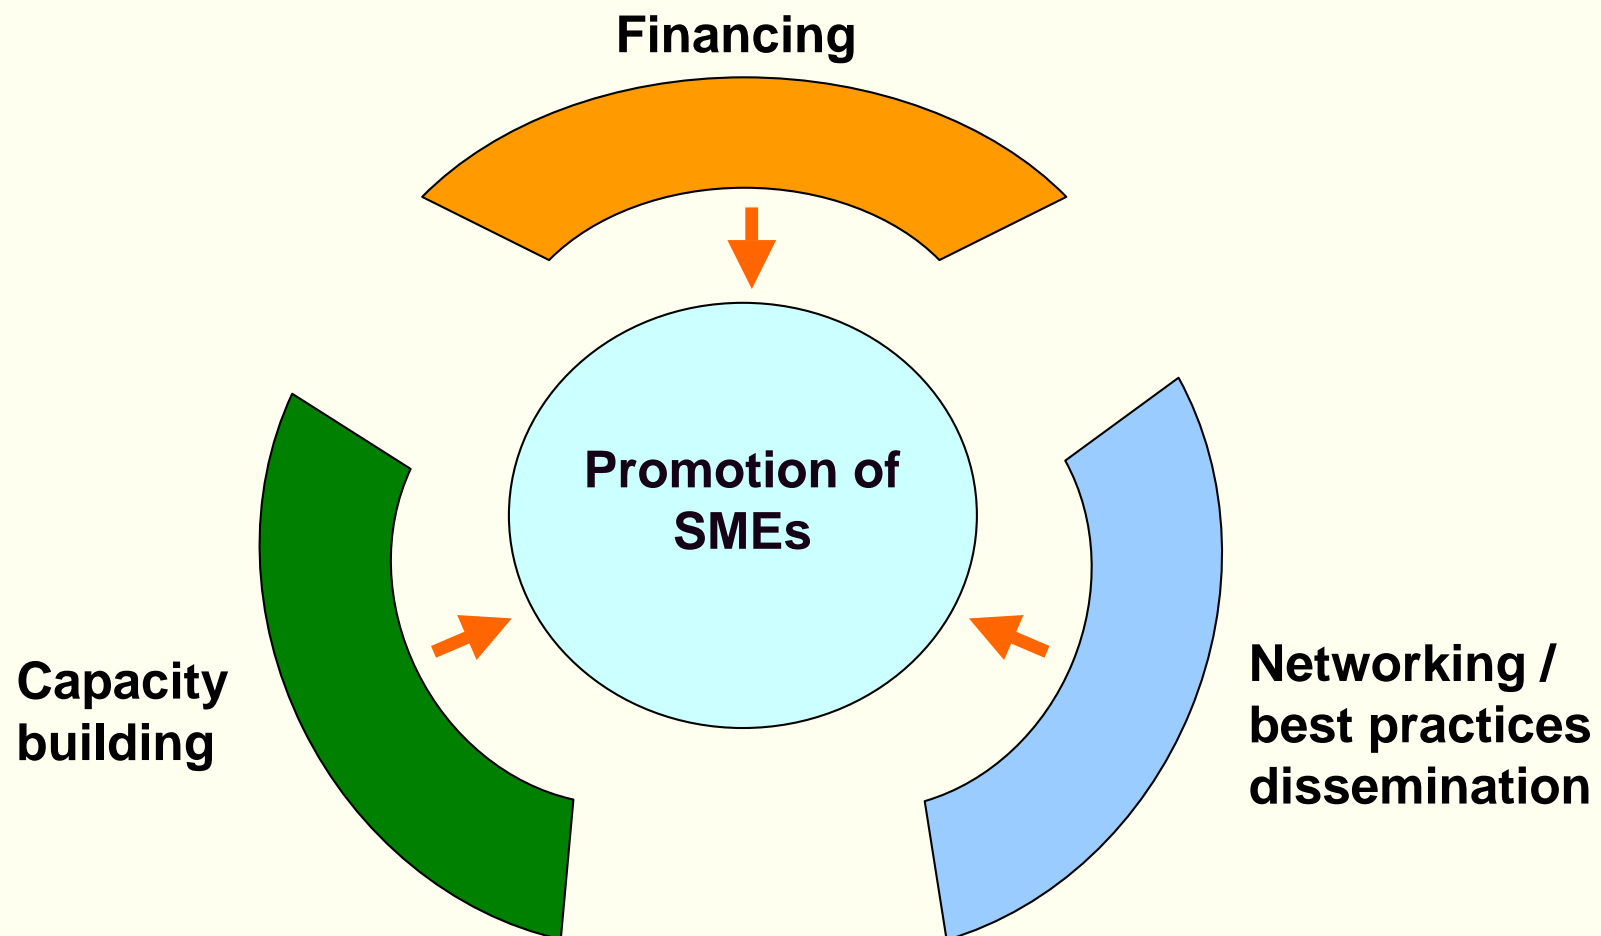 Financing
Promotion of
SMEs
Capacity
building
Networking /
best practices
dissemination